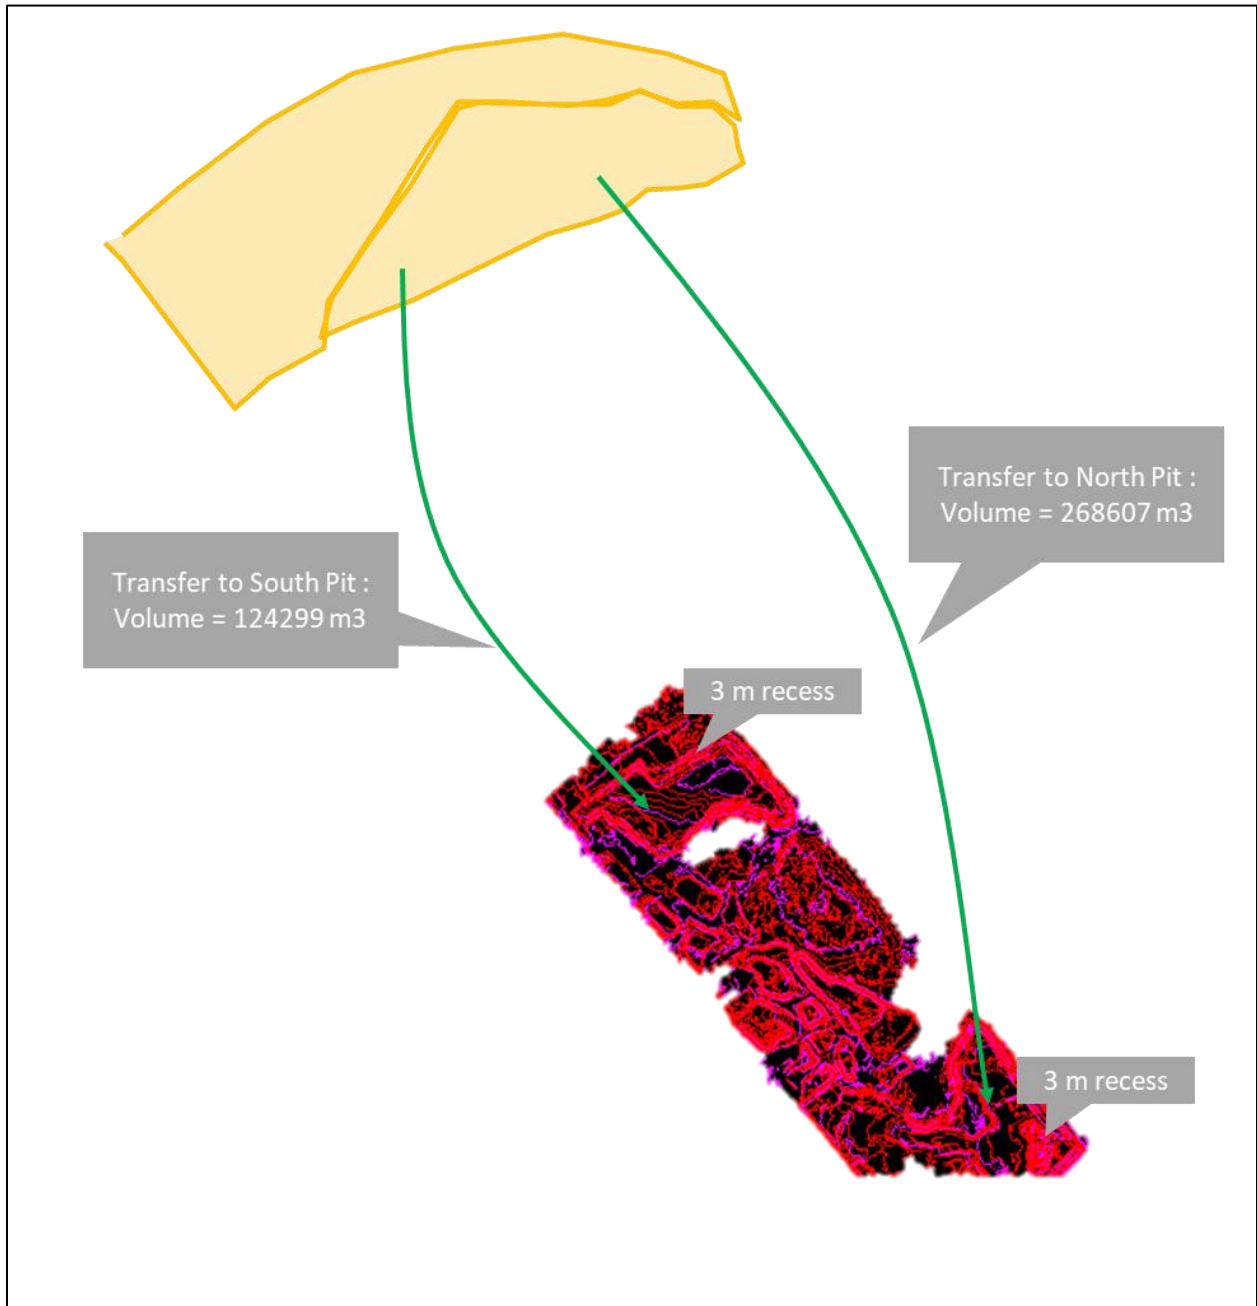 Transfer to North Pit :
Volume = 268607 m3
Transfer to South Pit :
Volume = 124299 m3
3 m recess
3 m recess